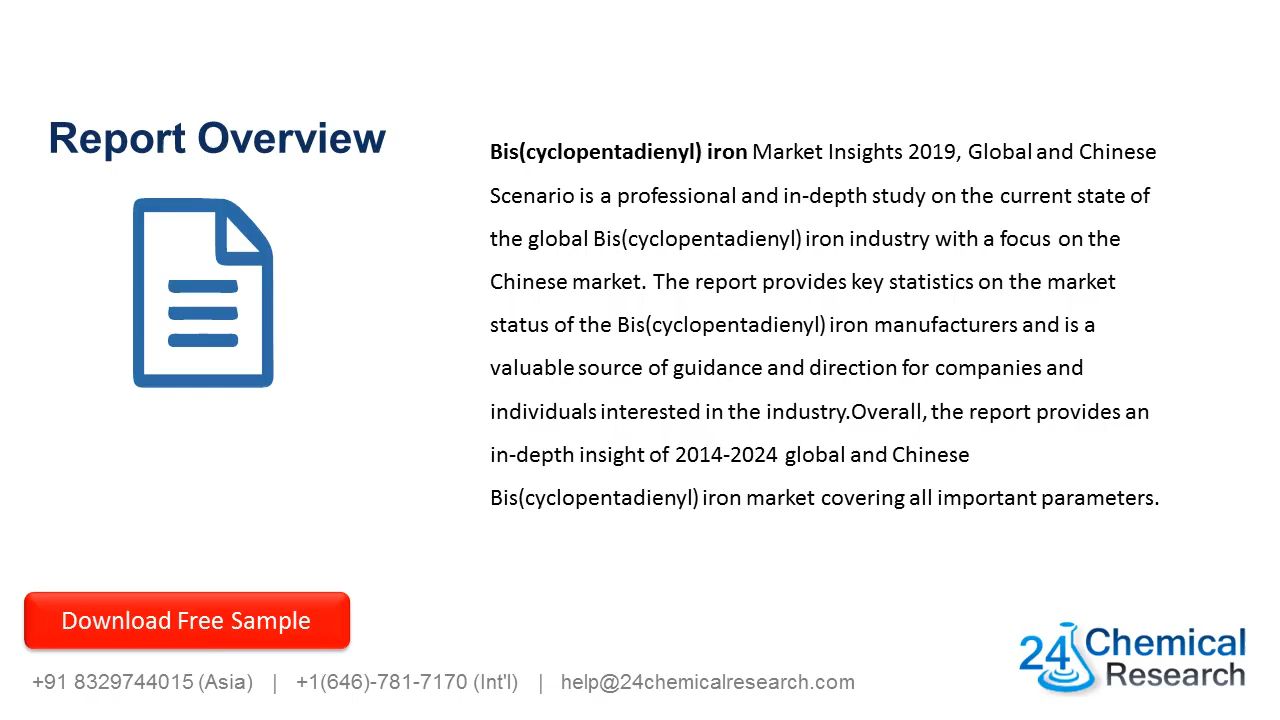 Report Overview
Bis(cyclopentadienyl) iron Market Insights 2019, Global and Chinese
Scenario is a professional and in-depth study on the current state of
the global Bis(cyclopentadienyl) iron industry with a focus on the
Chinese market. The report provides key statistics on the market
status of the Bis(cyclopentadienyl) iron manufacturers and is a
valuable source of guidance and direction for companies and
individuals interested in the industry.Overall, the report provides an
in-depth insight of 2014-2024 global and Chinese
Bis(cyclopentadienyl) iron market covering all important parameters.
Download Free Sample
+91 8329744015 (Asia) | +1(646)-781-7170 (Int'l) | help@24chemicalresearch.com
24 Chemical
Research